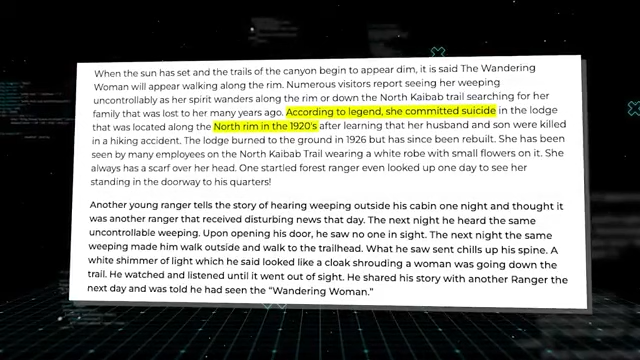 When the sun has set and the trails of the canyon begin to appear dim, it is said The Wandering
Woman will appear walking along the rim. Numerous visitors report seeing her weeping
uncontrollably as her spirit wanders along the rim or down the North Kaibab trail searching for her
family that was lost to her many years ago. According to legend, she committed suicide in the lodge
that was located along the North rim in the 1920's after learning that her husband and son were killed
in a hiking accident. The lodge burned to the ground in 1926 but has since been rebuilt. She has been
seen by many employees on the North Kaibab Trail wearing a white robe with small flowers on it. She
always has a scarf over her head. One startled forest ranger even looked up one day to see her
standing in the doorway to his quarters!
Another young ranger tells the story of hearing weeping outside his cabin one night and thought it
was another ranger that received disturbing news that day. The next night he heard the same
uncontrollable weeping. Upon opening his door, he saw no one in sight. The next night the same
weeping made him walk outside and walk to the trailhead. What he saw sent chills up his spine. A
white shimmer of light which he said looked like a cloak shrouding a woman was going down the
trail. He watched and listened until it went out of sight. He shared his story with another Ranger the
next day and was told he had seen the “Wandering Woman.”